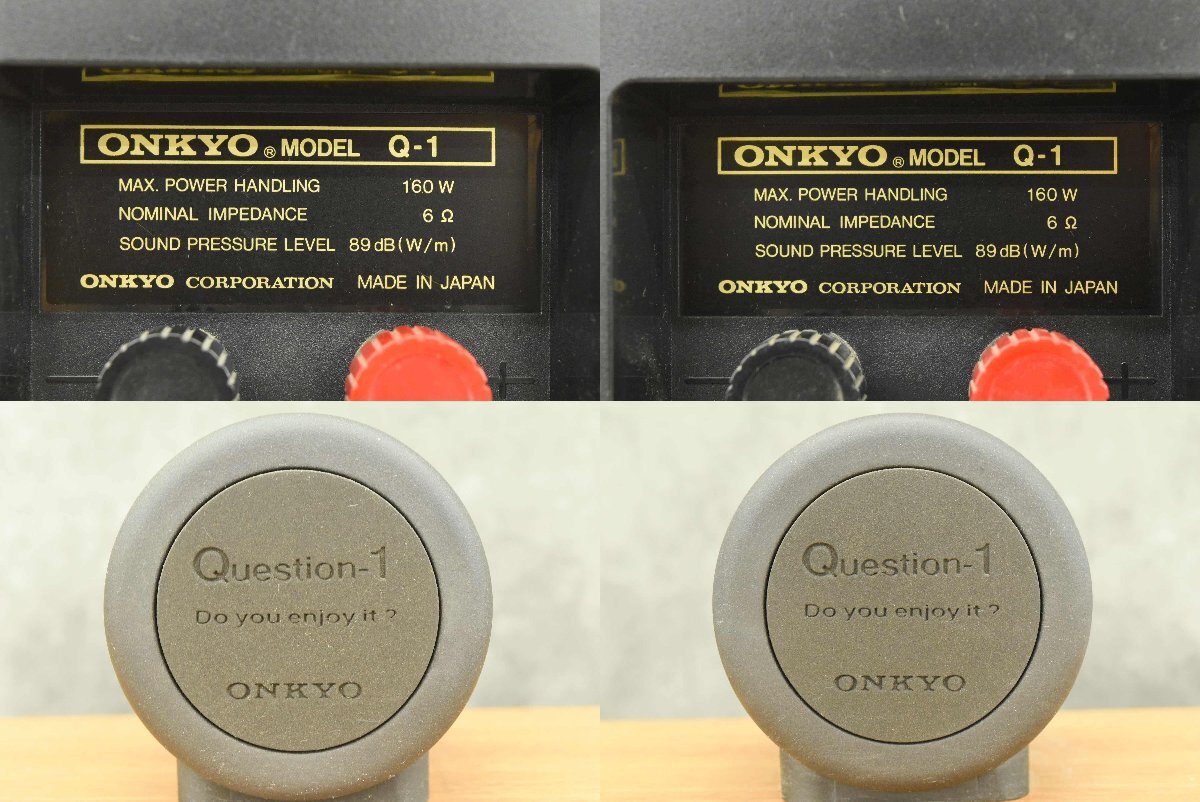 ONKYO ® MODEL Q-1
MAX. POWER HANDLING 160 W
NOMINAL IMPEDANCE 6 Ω
SOUND PRESSURE LEVEL 89 dB (W/m)
ONKYO CORPORATION MADE IN JAPAN
ONKYO ® MODEL Q-1
MAX. POWER HANDLING 160 W
NOMINAL IMPEDANCE 6 Ω
SOUND PRESSURE LEVEL 89 dB (W/m)
ONKYO CORPORATION MADE IN JAPAN
Question-1
Do you enjoy it ?
ONKYO
Question-1
Do you enjoy it ?
ONKYO